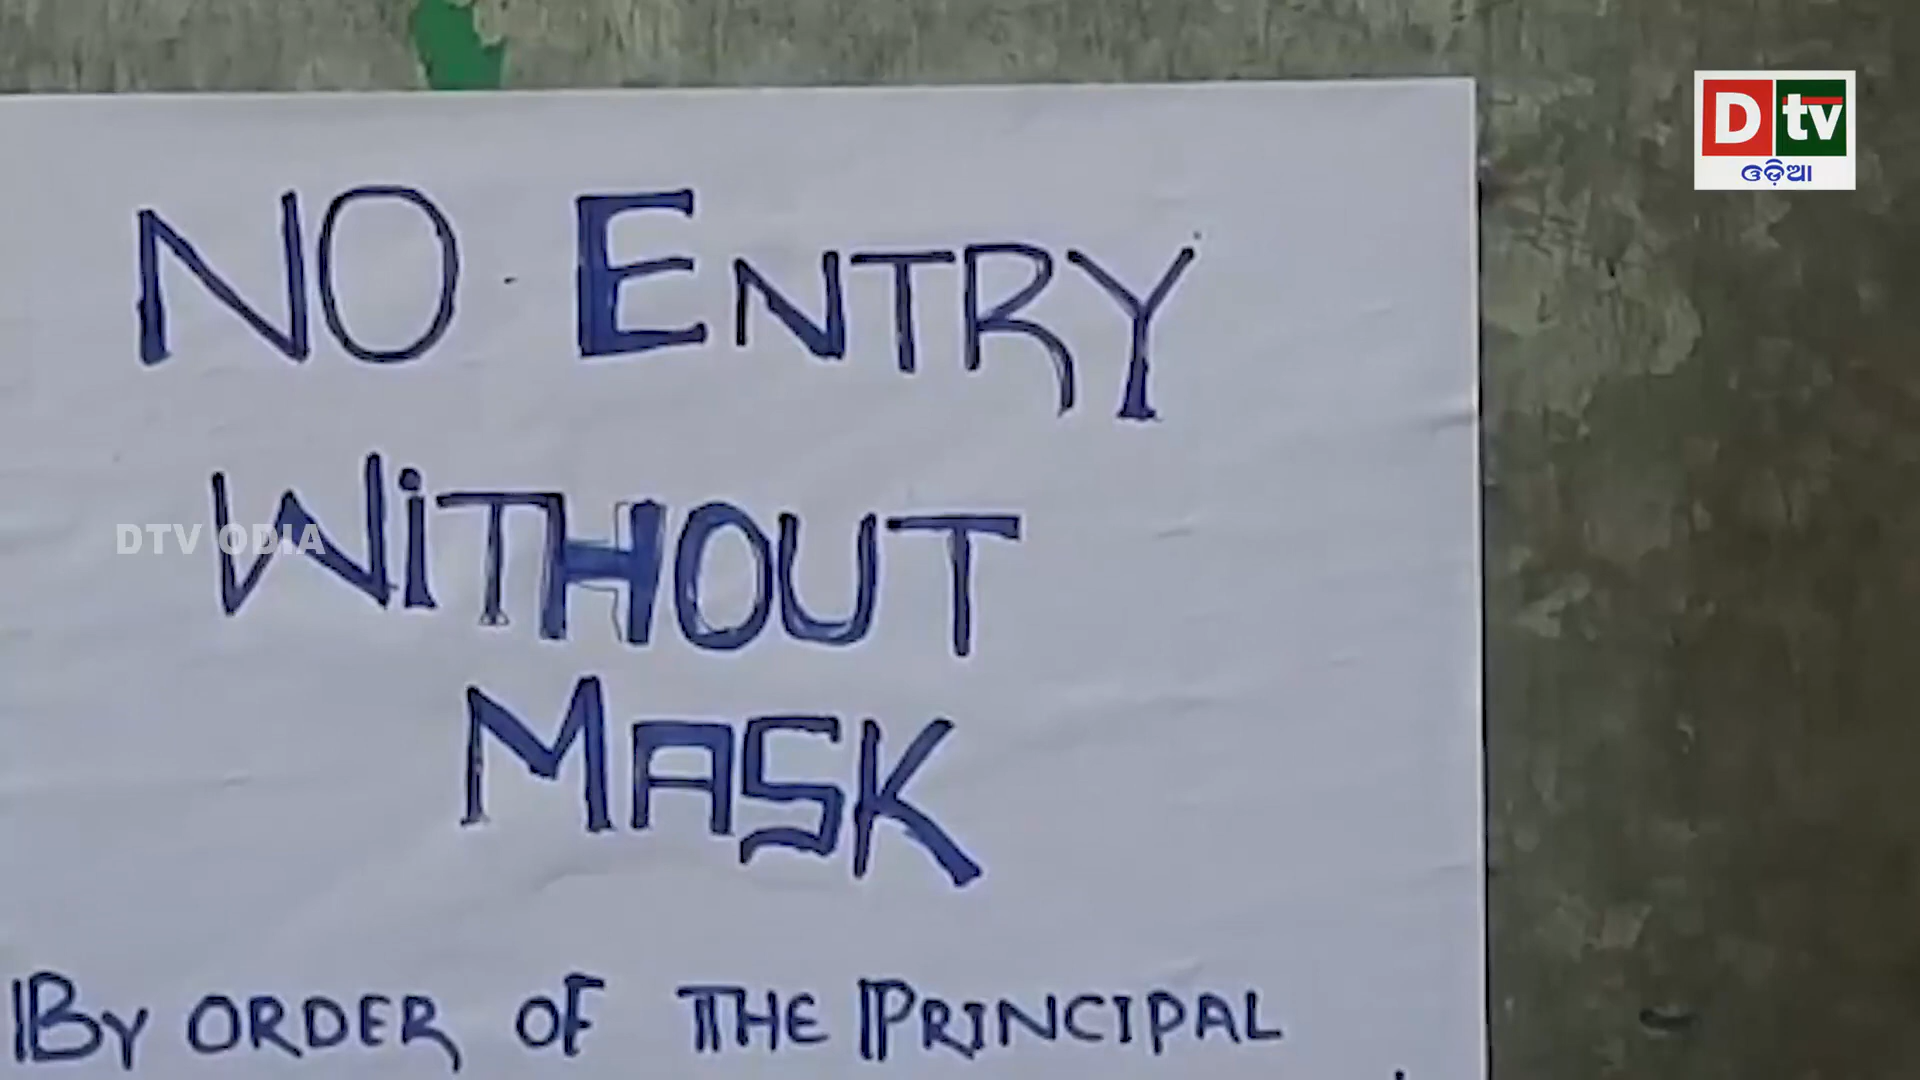 Dtv
ଓଡ଼ିଆ
NO ENTRY
WiTHOUT
DTV ODIA
MASK
By ORDER OF THE PRINCIPAL